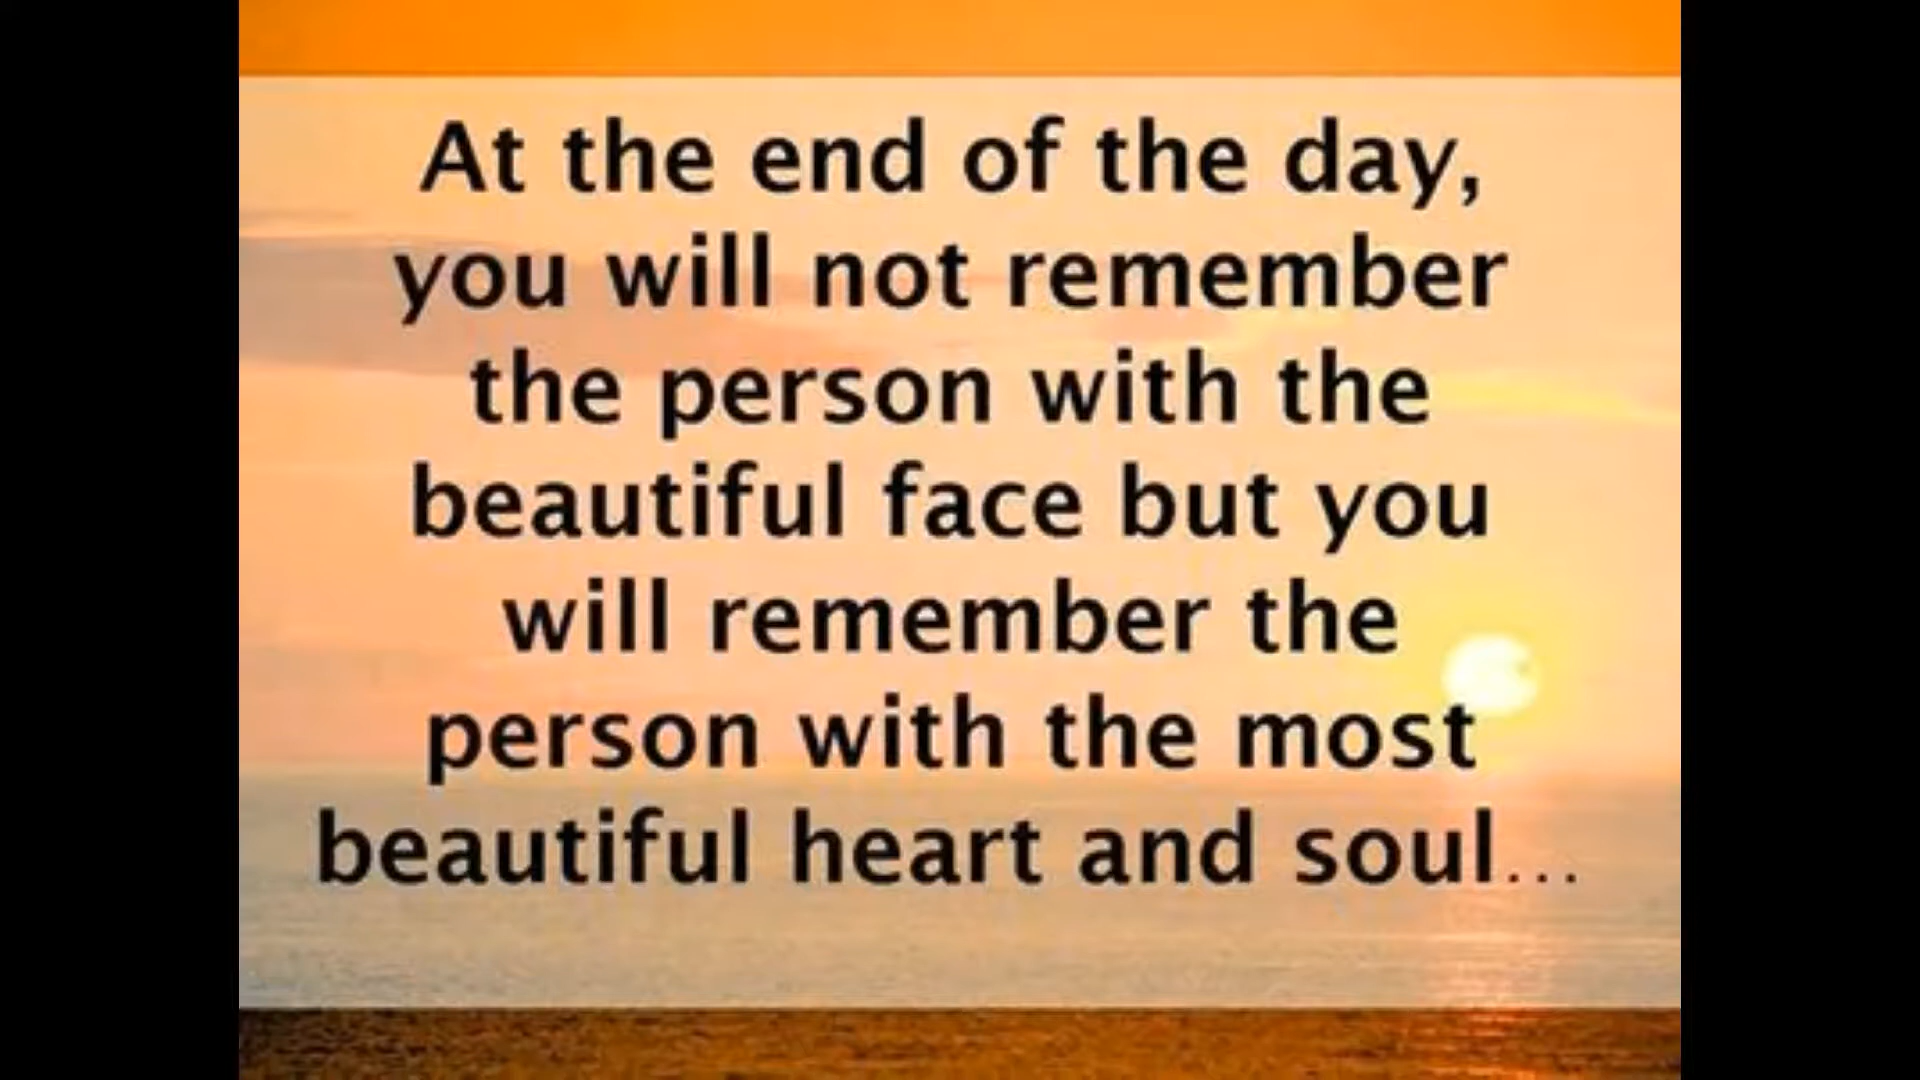 At the end of the day,
you will not remember
the person with the
beautiful face but you
will remember the
person with the most
beautiful heart and soul...